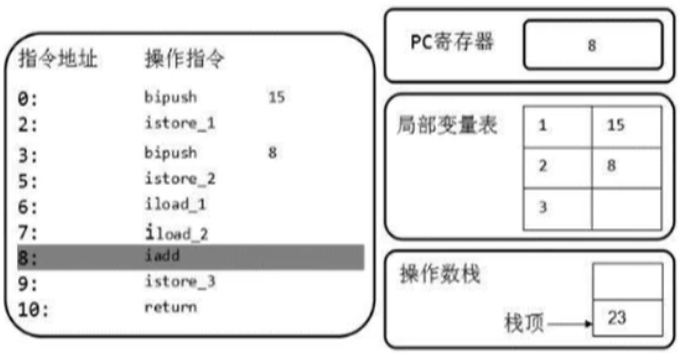 指令地址 操作指令
0: bipush 15
2: istore_1
3: bipush 8
5: istore_2
6: iload_1
7: iload_2
8: iadd
9: istore_3
10: return
PC寄存器 8
局部变量表 1 15
2 8
3
操作数栈
栈顶 23